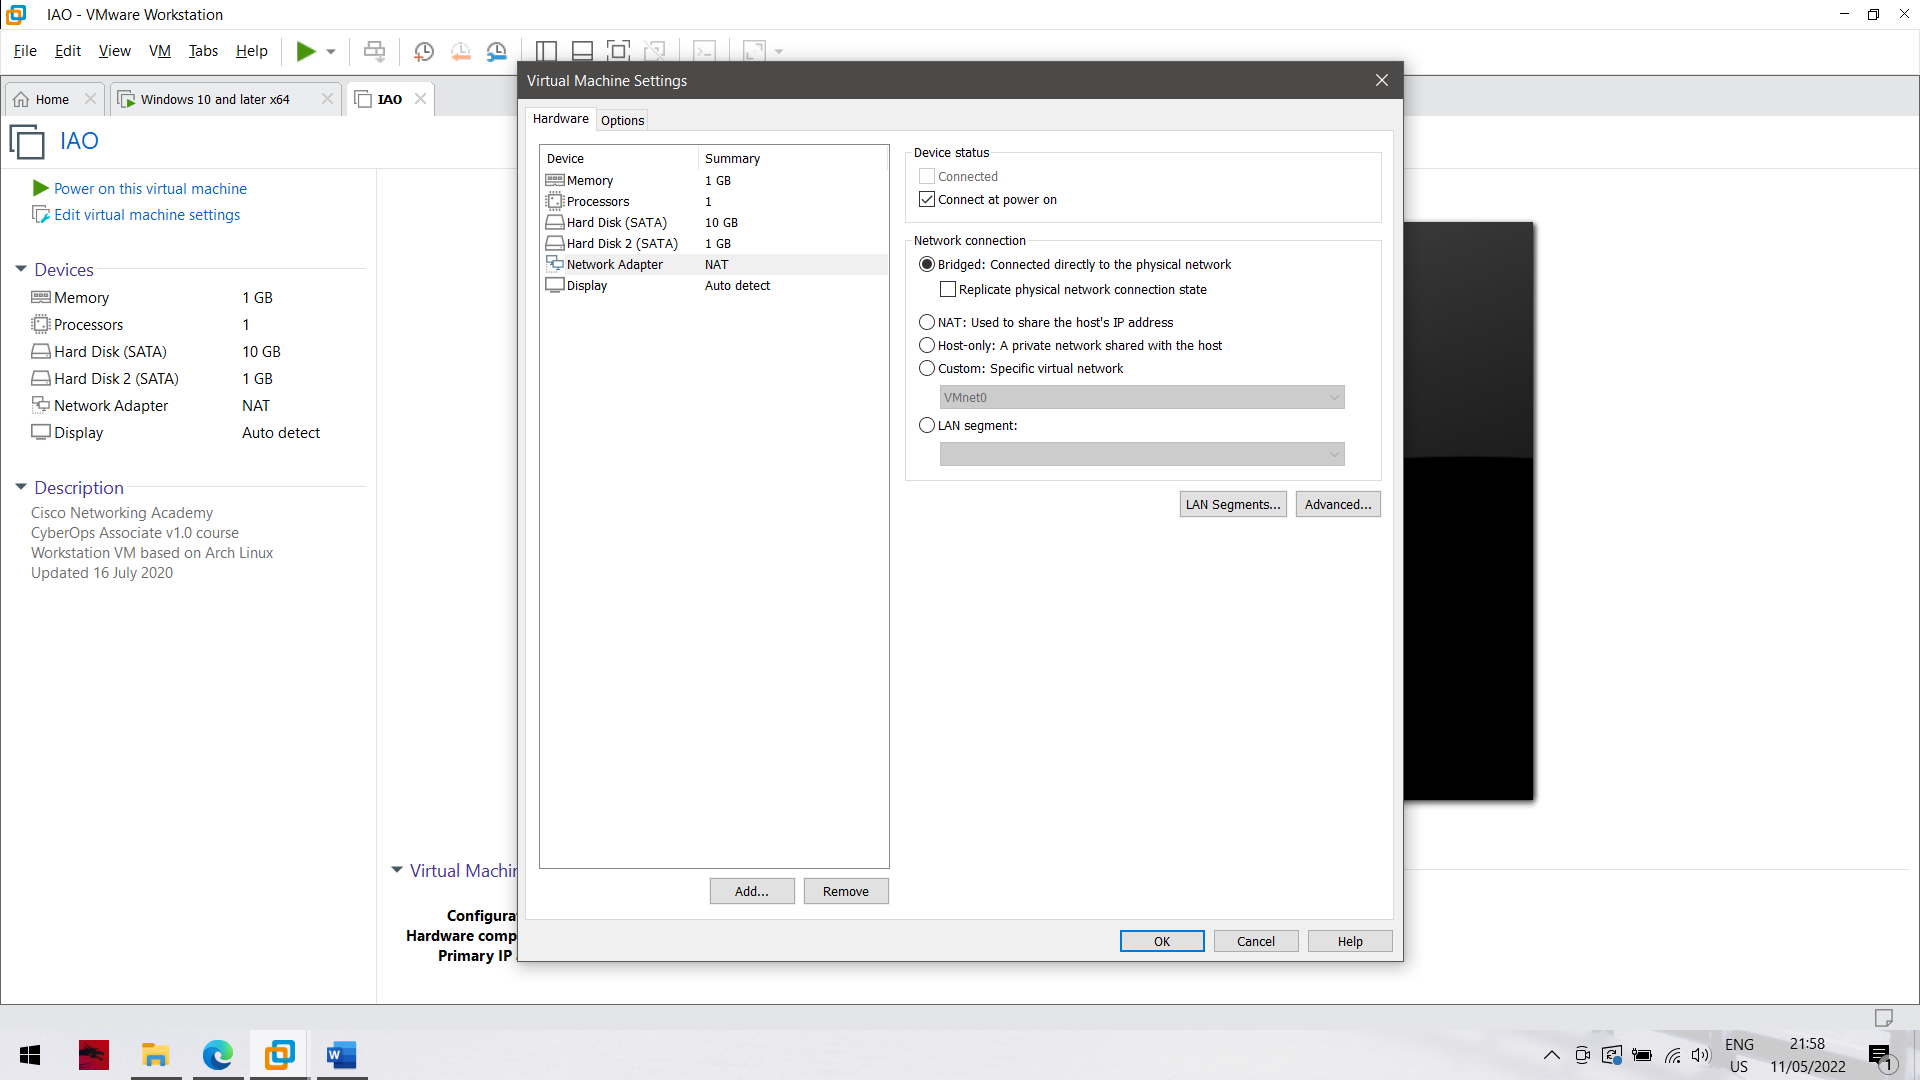 IAO - VMware Workstation
File Edit View VM Tabs Help
Home Windows 10 and later x64 IAO
IAO
Power on this virtual machine
Edit virtual machine settings
Devices
Memory 1 GB
Processors 1
Hard Disk (SATA) 10 GB
Hard Disk 2 (SATA) 1 GB
Network Adapter NAT
Display Auto detect
Description
Cisco Networking Academy
CyberOps Associate v1.0 course
Workstation VM based on Arch Linux
Updated 16 July 2020
Virtual Machine Settings
Hardware Options
Device Summary
Memory 1 GB
Processors 1
Hard Disk (SATA) 10 GB
Hard Disk 2 (SATA) 1 GB
Network Adapter NAT
Display Auto detect
Add... Remove
Device status
Connected
Connect at power on
Network connection
Bridged: Connected directly to the physical network
Replicate physical network connection state
NAT: Used to share the host's IP address
Host-only: A private network shared with the host
Custom: Specific virtual network
VMnet0
LAN segment:
LAN Segments... Advanced...
OK Cancel Help
Virtual Machin
Configura
Hardware comp
Primary IP
W
ENG
US
21:58
11/05/2022
1